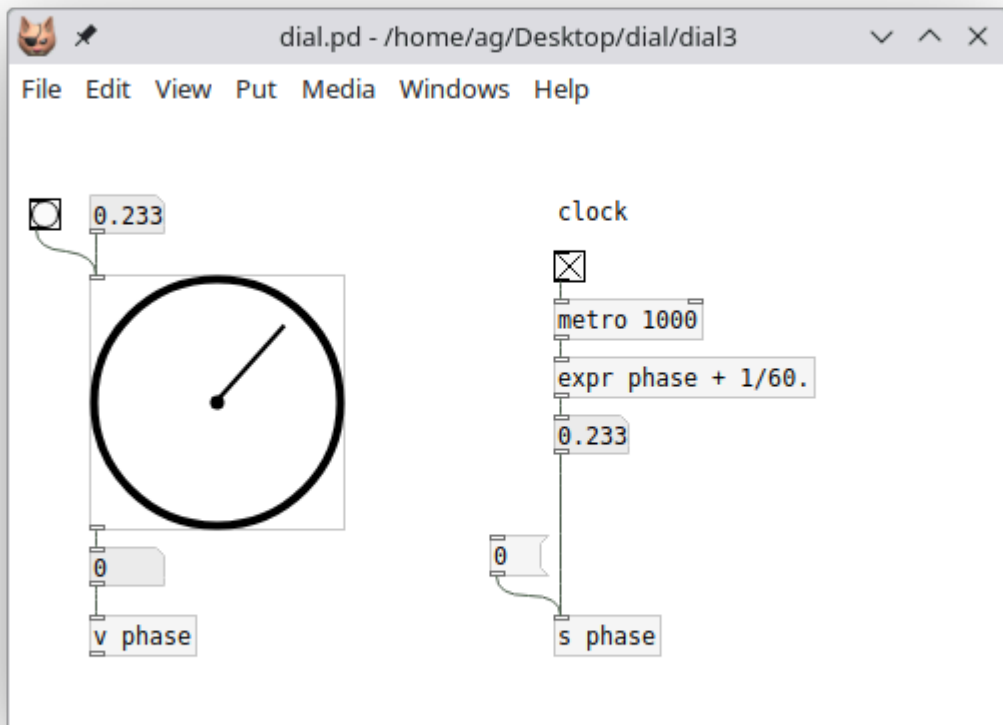 dial.pd - /home/ag/Desktop/dial/dial3
File Edit View Put Media Windows Help
0.233
clock
metro 1000
expr phase + 1/60.
0.233
0
0
v phase
s phase